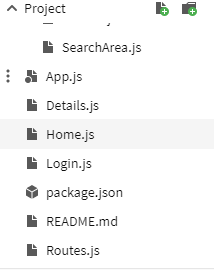 Project
SearchArea.js
App.js
Details.js
Home.js
Login.js
package.json
README.md
Routes.js